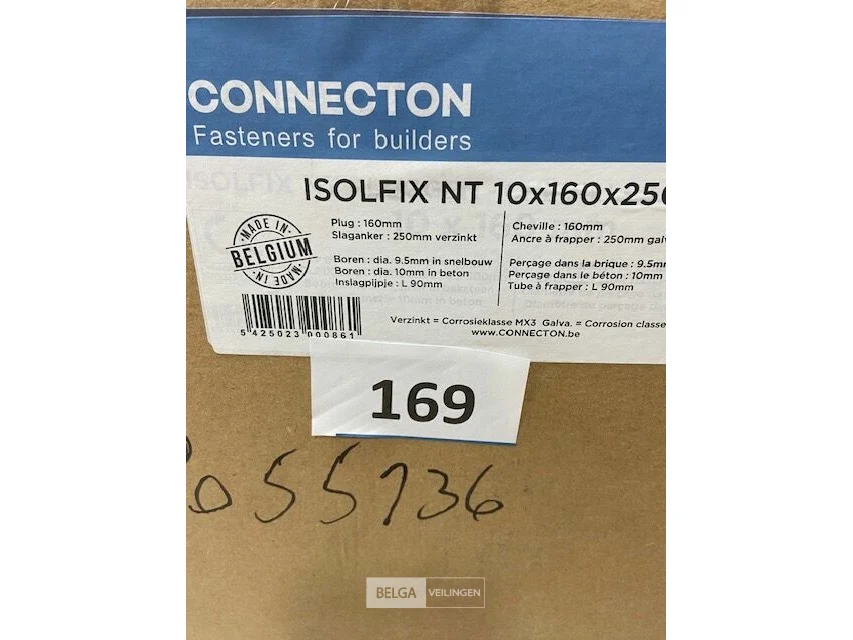 CONNECTON
Fasteners for builders
ISOLFIX NT 10x160x250
MADE IN
BELGIUM
MADE IN
Plug : 160mm
Slaganker : 250mm verzinkt
Boren : dia. 9.5mm in snelbouw
Boren : dia. 10mm in beton
Inslagpijpje : L 90mm
Cheville : 160mm
Ancre à frapper : 250mm galv
Perçage dans la brique : 9.5mm
Perçage dans le béton : 10mm
Tube à frapper : L 90mm
5 425023 000861
Verzinkt = Corrosieklasse MX3 Galva. = Corrosion classe
www.CONNECTON.be
169
055736
BELGA VEILINGEN